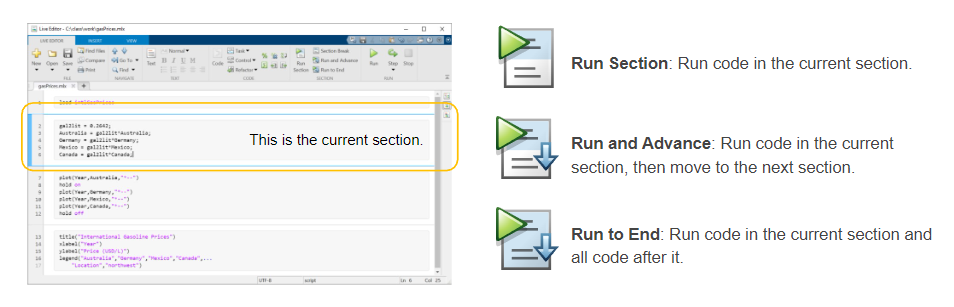 Live Editor - C:\class\work\gasPrices.mlx
LIVE EDITOR INSERT VIEW
New Open Save
Find Files
Compare
Print
Go To
Find
Text
Normal
B I U M
Code
Task
Control
Refactor
Run Section
Section Break
Run and Advance
Run to End
Run Step Stop
FILE NAVIGATE TEXT CODE SECTION RUN
gasPrices.mlx
1 load intlGasPrices
2 gal2lit = 0.2642;
3 Australia = gal2lit*Australia;
4 Germany = gal2lit*Germany;
5 Mexico = gal2lit*Mexico;
6 Canada = gal2lit*Canada;
This is the current section.
7 plot(Year,Australia,"*--")
8 hold on
9 plot(Year,Germany,"*--")
10 plot(Year,Mexico,"*--")
11 plot(Year,Canada,"*--")
12 hold off
13 title("International Gasoline Prices")
14 xlabel("Year")
15 ylabel("Price (USD/L)")
16 legend("Australia","Germany","Mexico","Canada",...
17 "Location","northwest")
UTF-8 script Ln 6 Col 25
Run Section: Run code in the current section.
Run and Advance: Run code in the current
section, then move to the next section.
Run to End: Run code in the current section and
all code after it.